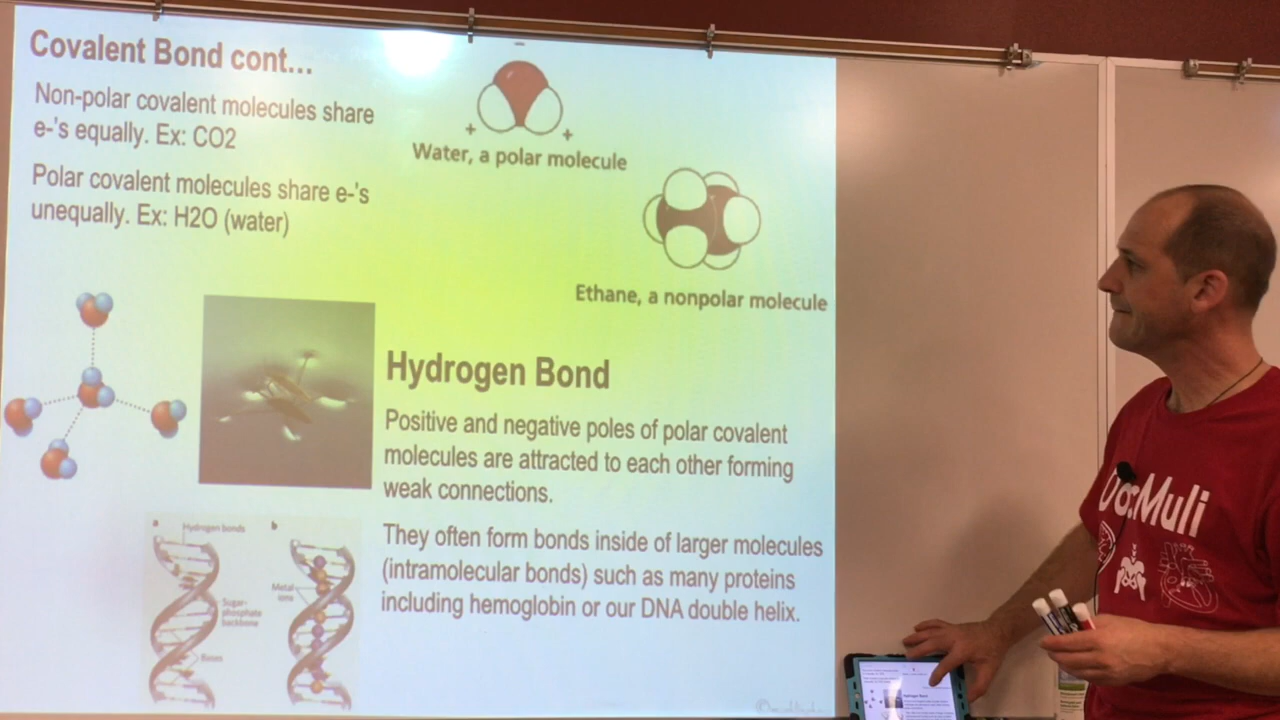 Covalent Bond cont...
Non-polar covalent molecules share
e-'s equally. Ex: CO2
Polar covalent molecules share e-'s
unequally. Ex: H2O (water)
−
+
+
Water, a polar molecule
Ethane, a nonpolar molecule
Hydrogen Bond
Positive and negative poles of polar covalent
molecules are attracted to each other forming
weak connections.
They often form bonds inside of larger molecules
(intramolecular bonds) such as many proteins
including hemoglobin or our DNA double helix.
a
Hydrogen bonds
b
Metal
ions
Sugar-
phosphate
backbone
Bases
Muli
Hydrogen Bond